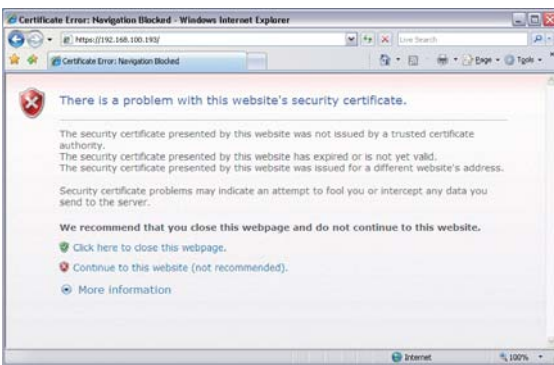 Certificate Error: Navigation Blocked - Windows Internet Explorer
https://192.168.100.193/
Live Search
Certificate Error: Navigation Blocked
Page
Tools
There is a problem with this website's security certificate.
The security certificate presented by this website was not issued by a trusted certificate
authority.
The security certificate presented by this website has expired or is not yet valid.
The security certificate presented by this website was issued for a different website's address.
Security certificate problems may indicate an attempt to fool you or intercept any data you
send to the server.
We recommend that you close this webpage and do not continue to this website.
Click here to close this webpage.
Continue to this website (not recommended).
More information
Internet
100%